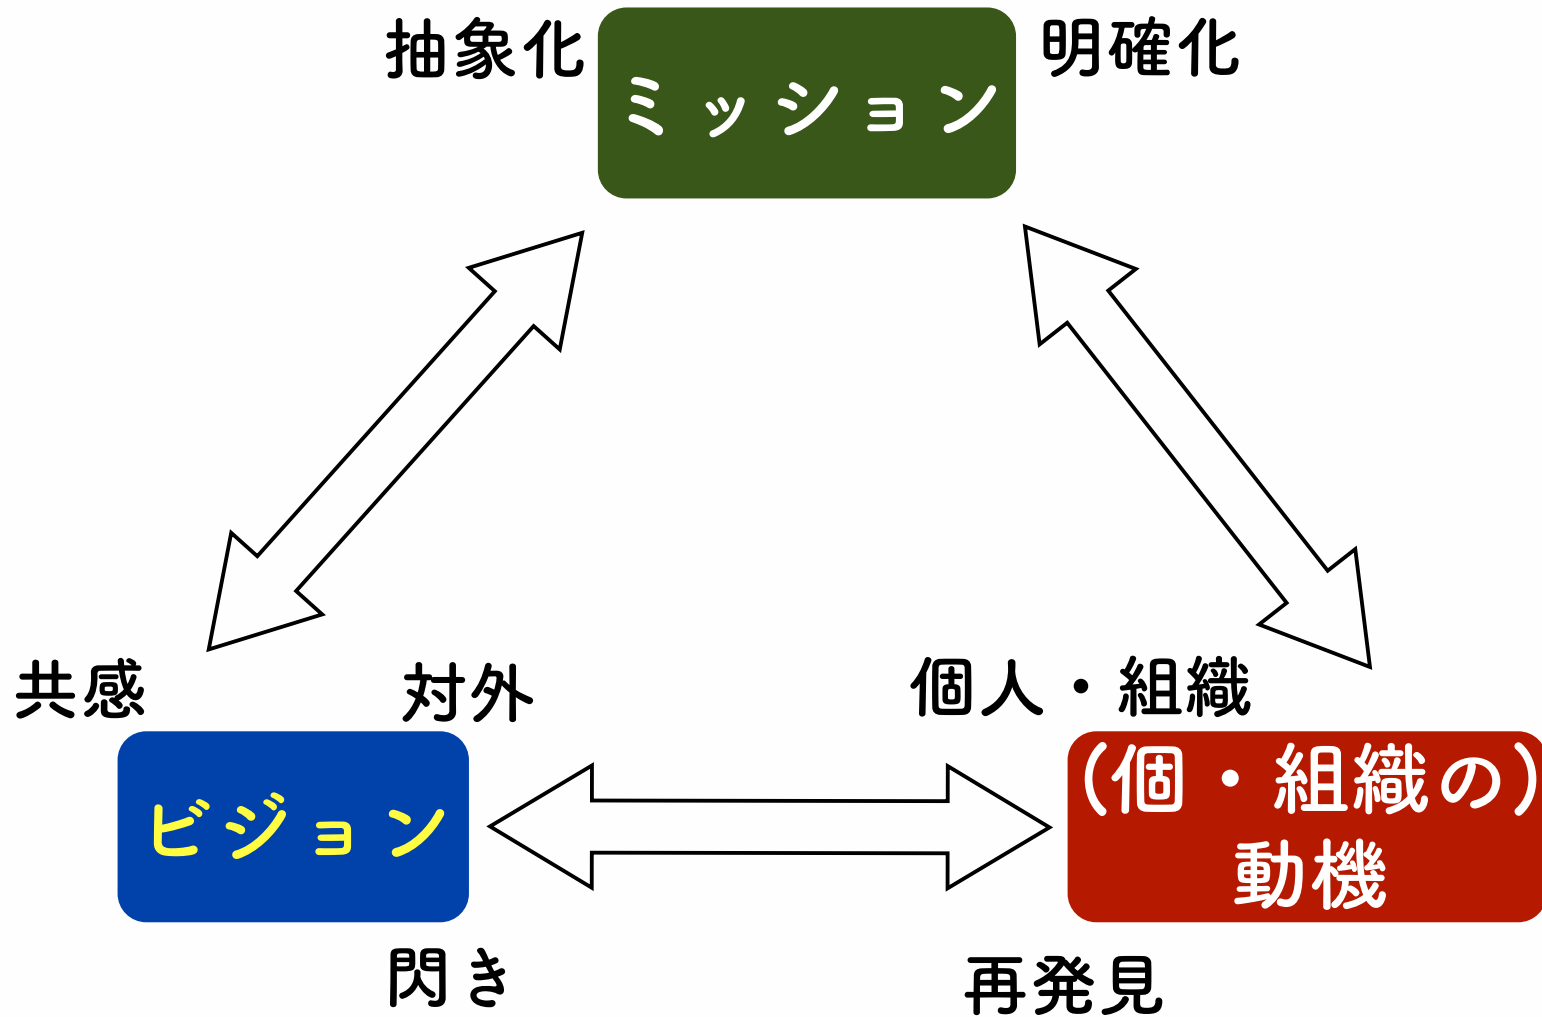 抽象化
明確化
ミッション
共感
対外
個人・組織
ビジョン
(個・組織の)
動機
閃き
再発見